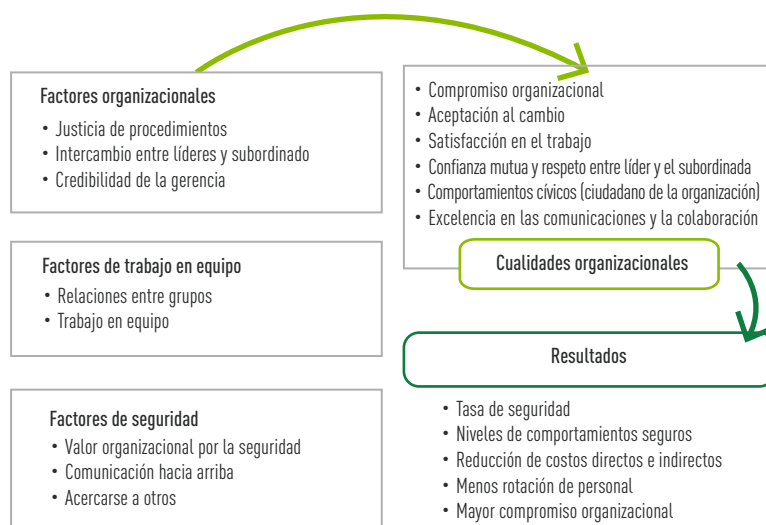 Factores organizacionales
• Justicia de procedimientos
• Intercambio entre líderes y subordinado
• Credibilidad de la gerencia
Factores de trabajo en equipo
• Relaciones entre grupos
• Trabajo en equipo
Factores de seguridad
• Valor organizacional por la seguridad
• Comunicación hacia arriba
• Acercarse a otros
• Compromiso organizacional
• Aceptación al cambio
• Satisfacción en el trabajo
• Confianza mutua y respeto entre líder y el subordinada
• Comportamientos cívicos (ciudadano de la organización)
• Excelencia en las comunicaciones y la colaboración
Cualidades organizacionales
Resultados
• Tasa de seguridad
• Niveles de comportamientos seguros
• Reducción de costos directos e indirectos
• Menos rotación de personal
• Mayor compromiso organizacional